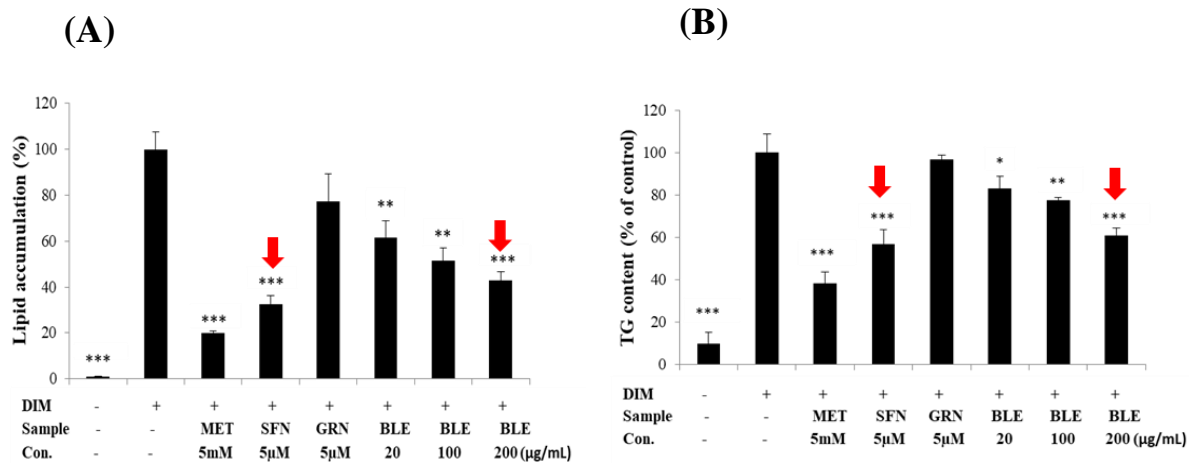 (A)
Lipid accumulation (%)
120
100
80
60
40
20
0
***
***
***
**
**
***
DIM - + + + + + + +
Sample - - MET SFN GRN BLE BLE BLE
Con. - - 5mM 5μM 5μM 20 100 200 (μg/mL)
(B)
TG content (% of control)
120
100
80
60
40
20
0
***
***
***
*
**
***
DIM - + + + + + + +
Sample - - MET SFN GRN BLE BLE BLE
Con. - - 5mM 5μM 5μM 20 100 200 (μg/mL)